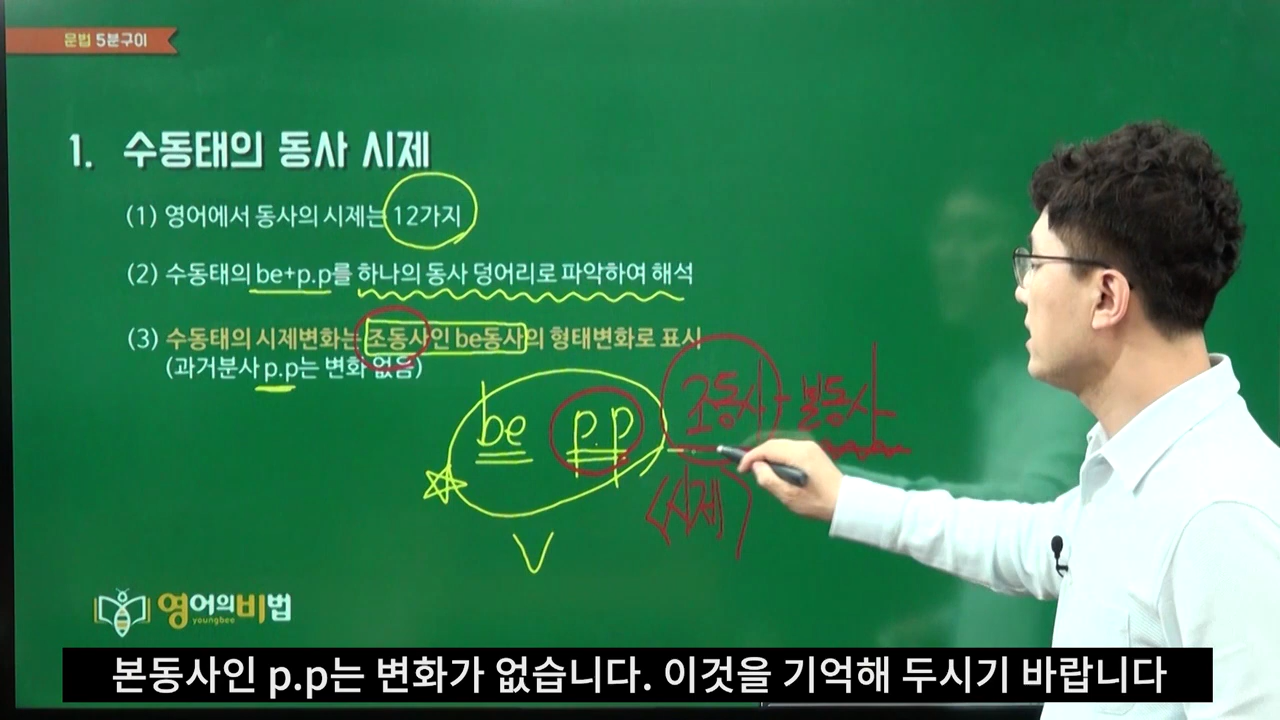 문법 5분구이
1. 수동태의 동사 시제
(1) 영어에서 동사의 시제는 12가지
(2) 수동태의 be+p.p를 하나의 동사 덩어리로 파악하여 해석
(3) 수동태의 시제변화는 조동사인 be동사의 형태변화로 표시
(과거분사 p.p는 변화 없음)
be p.p 조동사 본동사
(시제)
V
영어의비법
youngbee
본동사인 p.p는 변화가 없습니다. 이것을 기억해 두시기 바랍니다